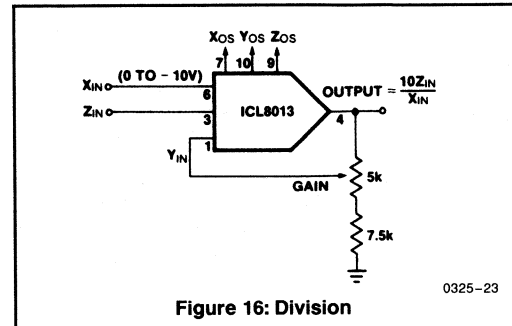 XOS YOS ZOS
7 10 9
(0 TO - 10V)
XIN 6
ZIN 3
ICL8013
4
OUTPUT = 10ZIN / XIN
1
YIN
GAIN
5k
7.5k
0325-23
Figure 16: Division